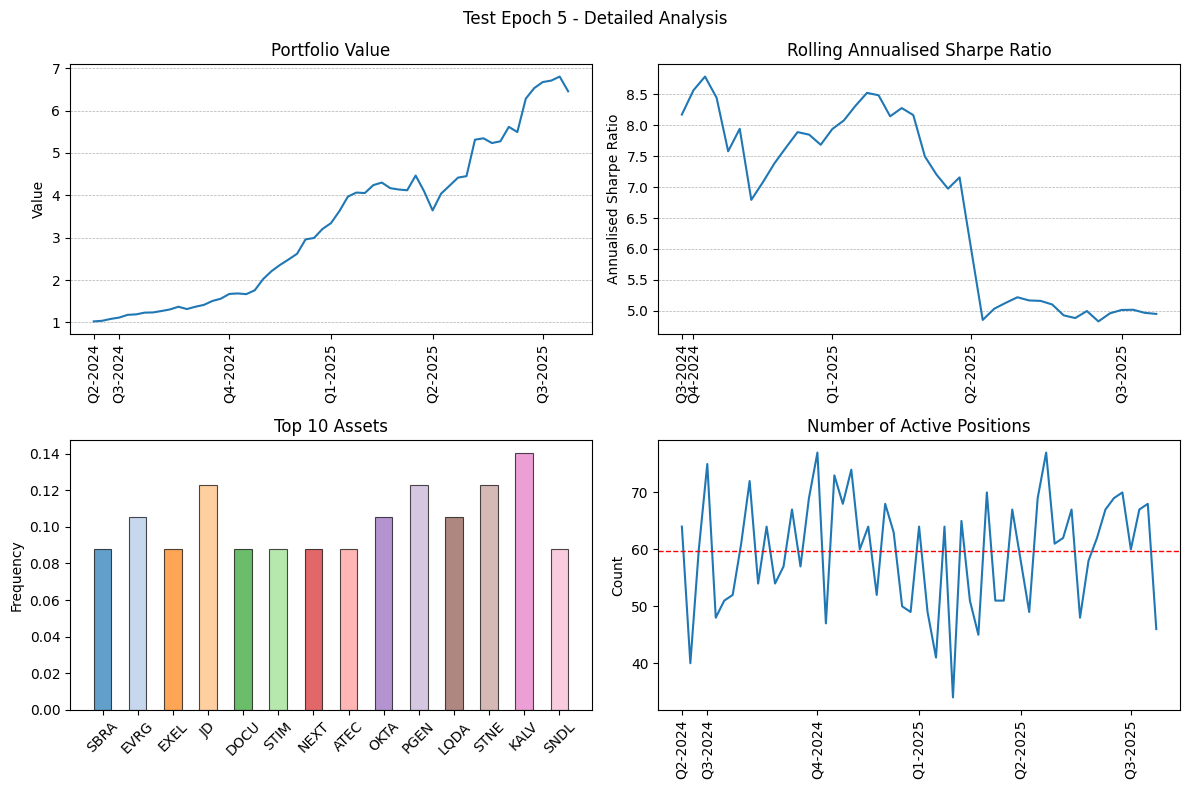 Test Epoch 5 - Detailed Analysis
Portfolio Value
Value
7
6
5
4
3
2
1
Q2-2024
Q3-2024
Q4-2024
Q1-2025
Q2-2025
Q3-2025
Rolling Annualised Sharpe Ratio
Annualised Sharpe Ratio
8.5
8.0
7.5
7.0
6.5
6.0
5.5
5.0
Q3-2024
Q4-2024
Q1-2025
Q2-2025
Q3-2025
Top 10 Assets
Frequency
0.14
0.12
0.10
0.08
0.06
0.04
0.02
0.00
SBRA
EVRG
EXEL
JD
DOCU
STIM
NEXT
ATEC
OKTA
PGEN
LQDA
STNE
KALV
SNDL
Number of Active Positions
Count
70
60
50
40
Q2-2024
Q3-2024
Q4-2024
Q1-2025
Q2-2025
Q3-2025